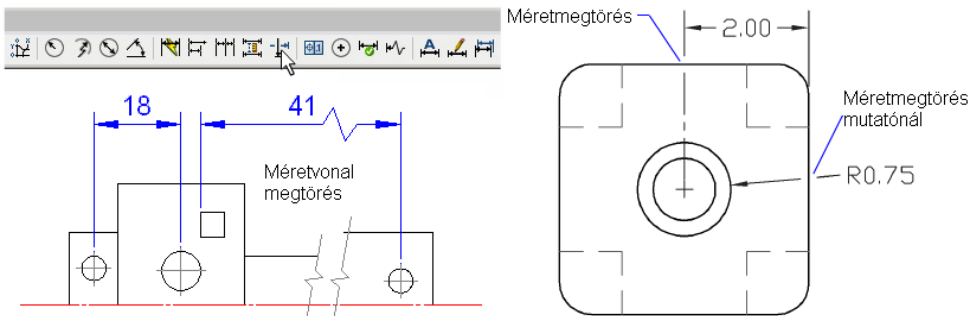 18
41
Méretvonal
megtörés
Méretmegtörés
2.00
Méretmegtörés
mutatónál
R0.75